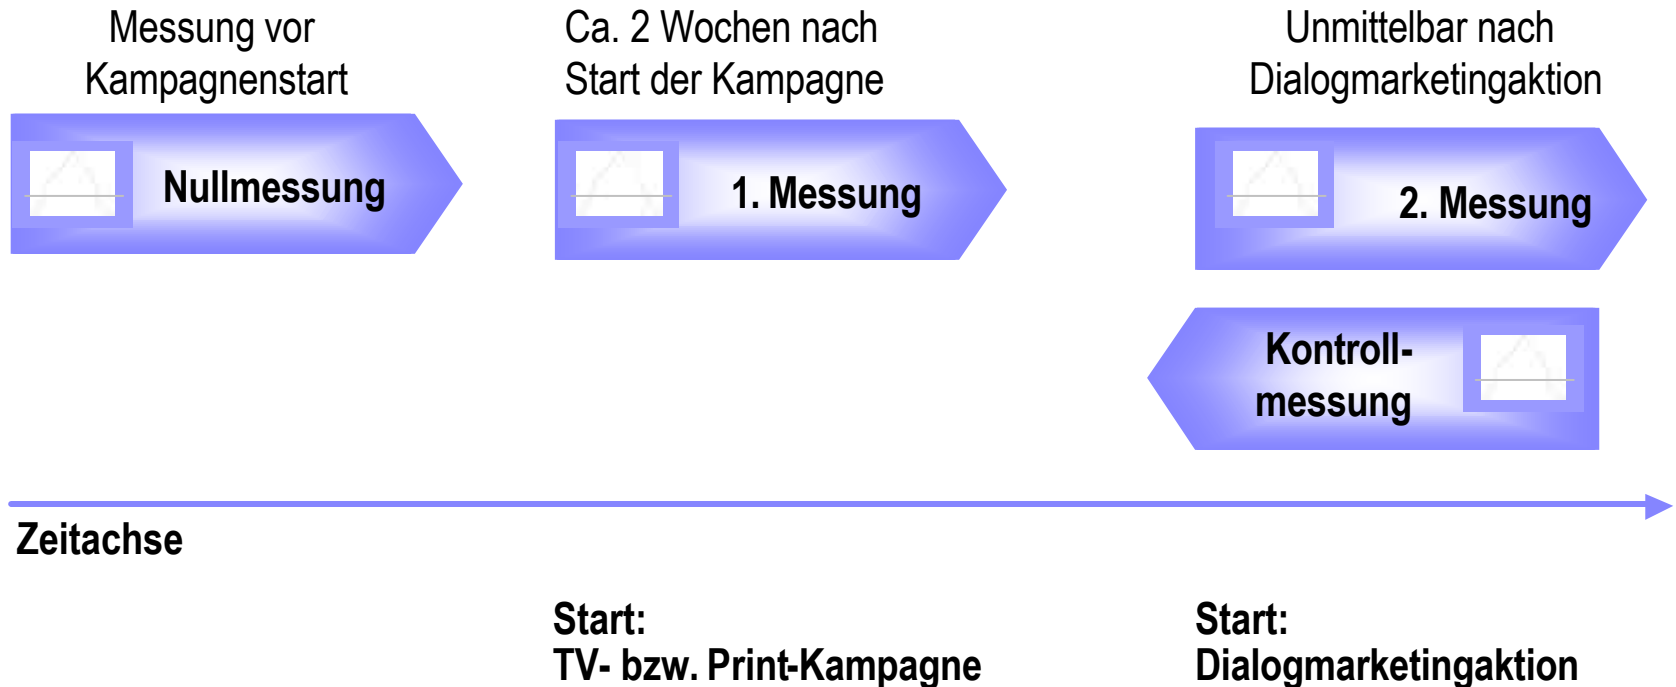 Messung vor
Kampagnenstart
Ca. 2 Wochen nach
Start der Kampagne
Unmittelbar nach
Dialogmarketingaktion
Nullmessung
1. Messung
2. Messung
Kontroll-
messung
Zeitachse
Start:
TV- bzw. Print-Kampagne
Start:
Dialogmarketingaktion